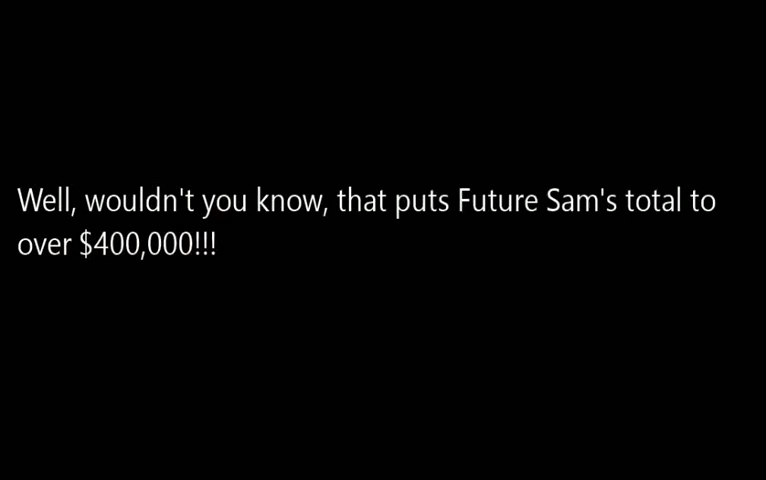 Well, wouldn't you know, that puts Future Sam's total to
over $400,000!!!